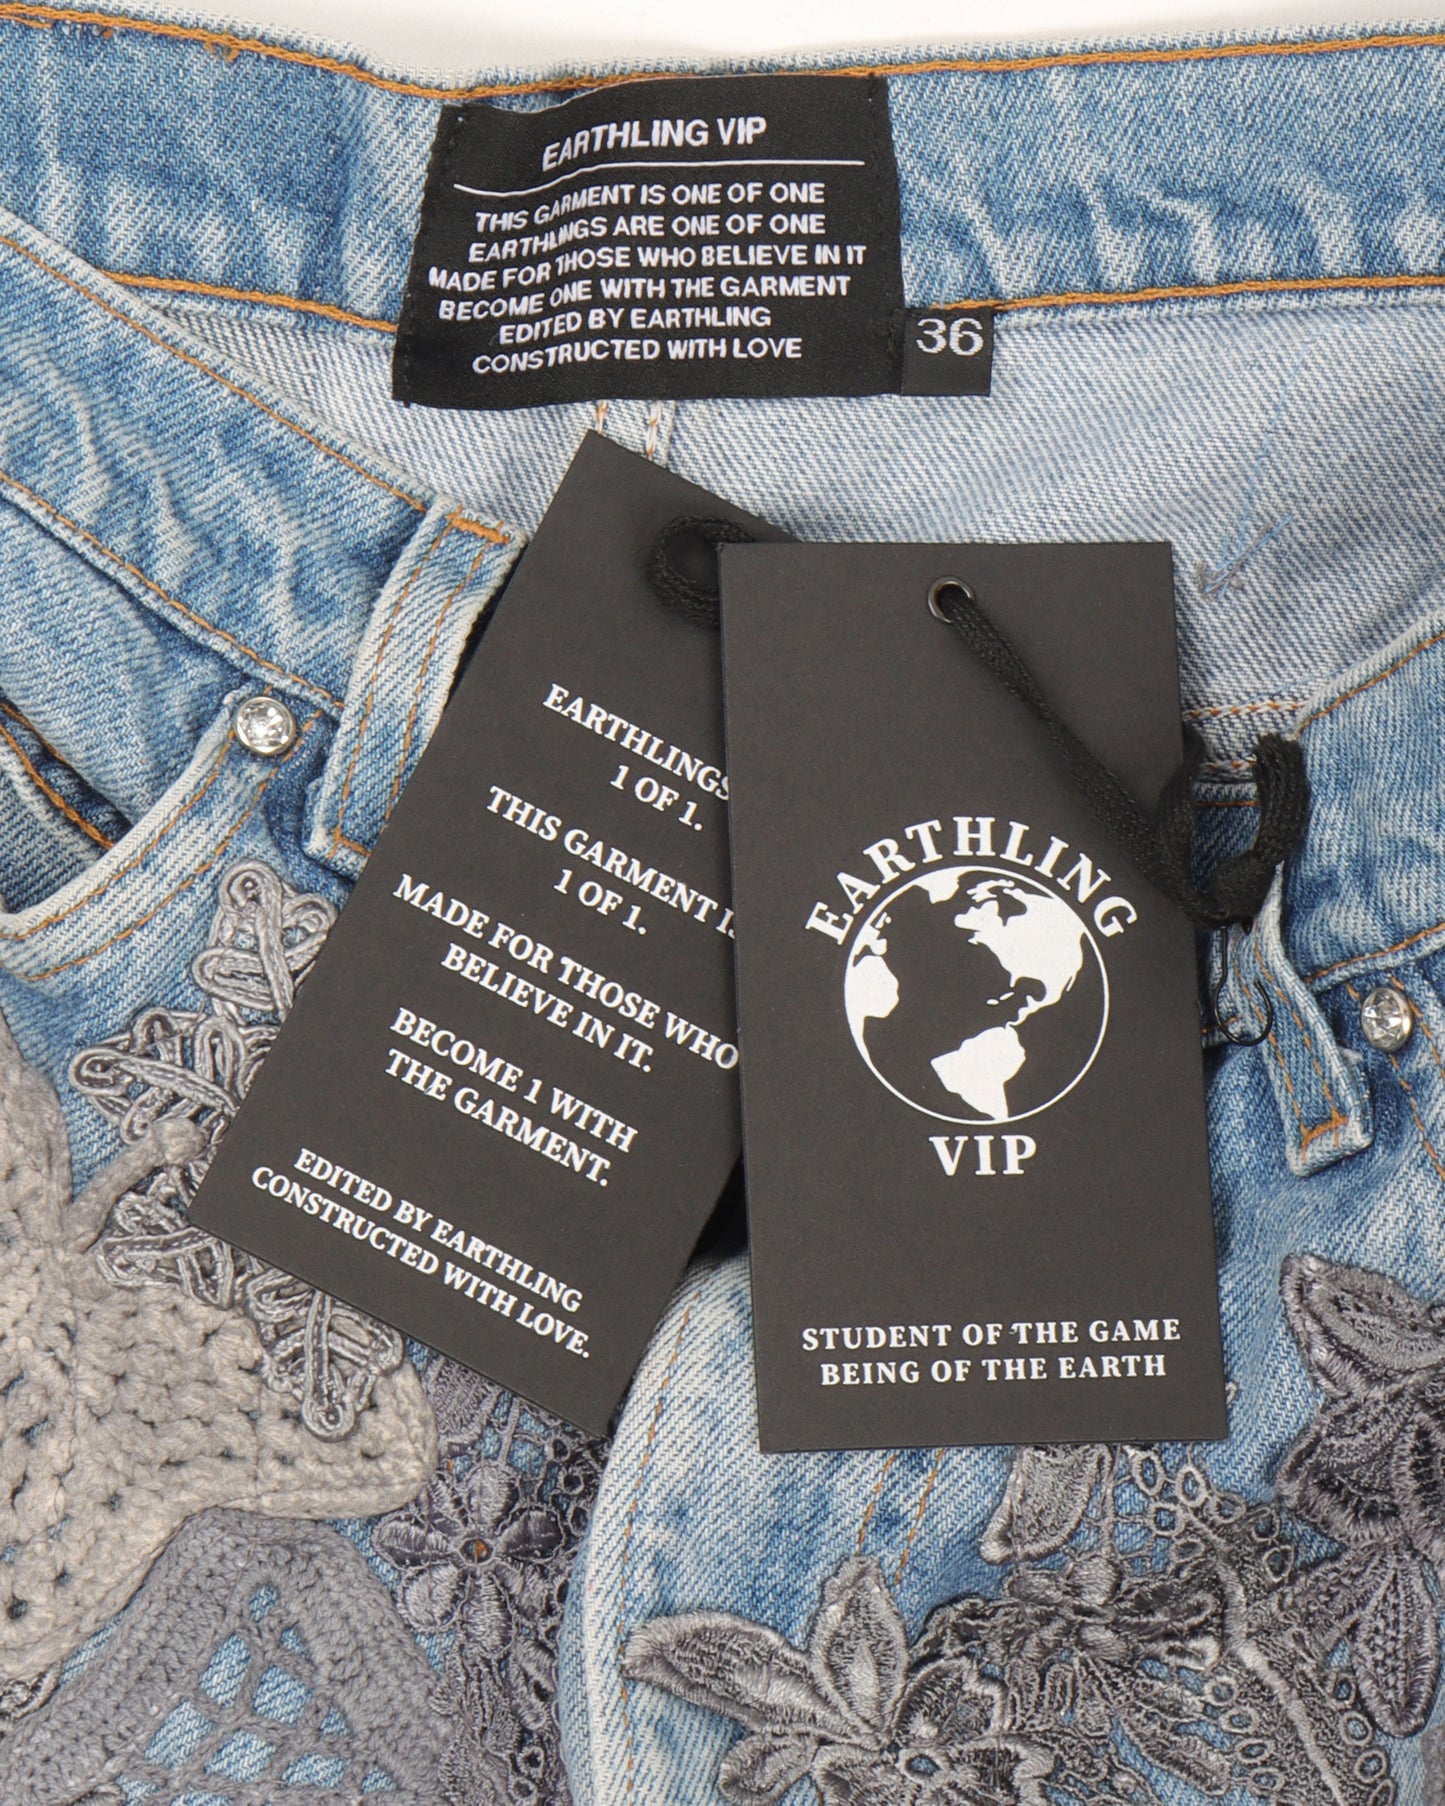 EARTHLING VIP
THIS GARMENT IS ONE OF ONE
EARTHLINGS ARE ONE OF ONE
MADE FOR THOSE WHO BELIEVE IN IT
BECOME ONE WITH THE GARMENT
EDITED BY EARTHLING
CONSTRUCTED WITH LOVE
36
EARTHLINGS
1 OF 1.
THIS GARMENT IS
1 OF 1.
MADE FOR THOSE WHO
BELIEVE IN IT.
BECOME 1 WITH
THE GARMENT.
EDITED BY EARTHLING
CONSTRUCTED WITH LOVE.
EARTHLING
VIP
STUDENT OF THE GAME
BEING OF THE EARTH